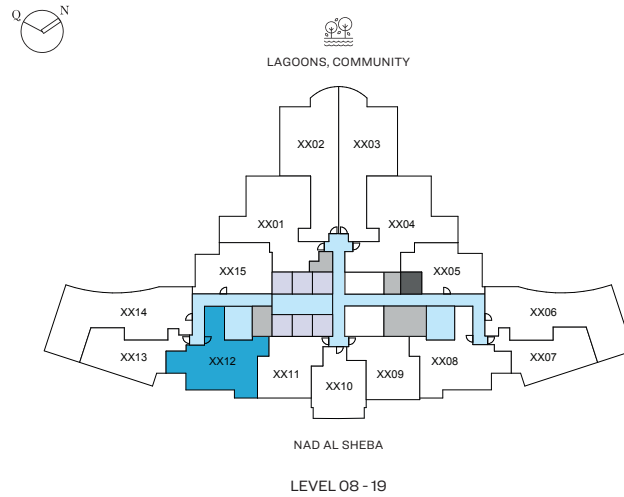 Q N
LAGOONS, COMMUNITY
XX02 XX03
XX01 XX04
XX15 XX05
XX14 XX06
XX13 XX12 XX11 XX10 XX09 XX08 XX07
NAD AL SHEBA
LEVEL 08 - 19